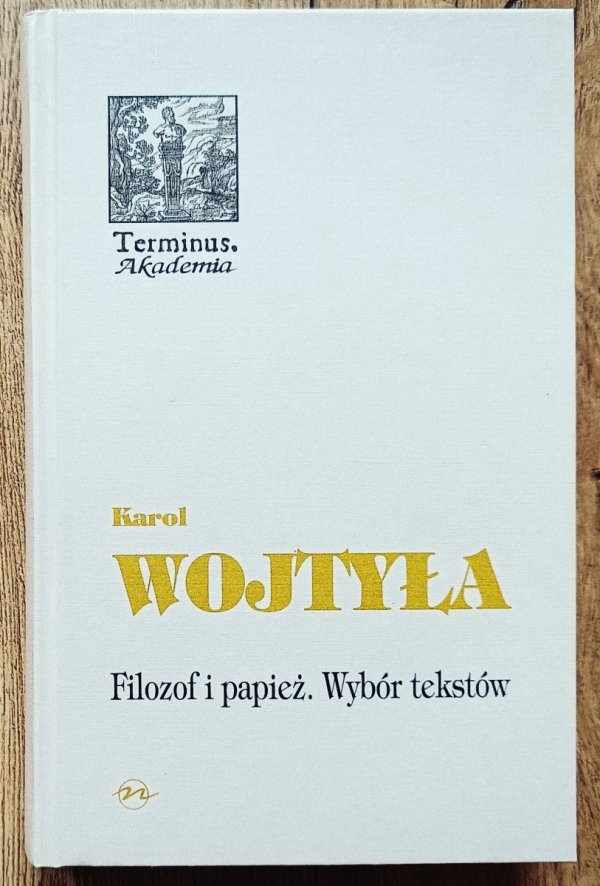 Terminus.
Akademia
Karol
WOJTYŁA
Filozof i papież. Wybór tekstów